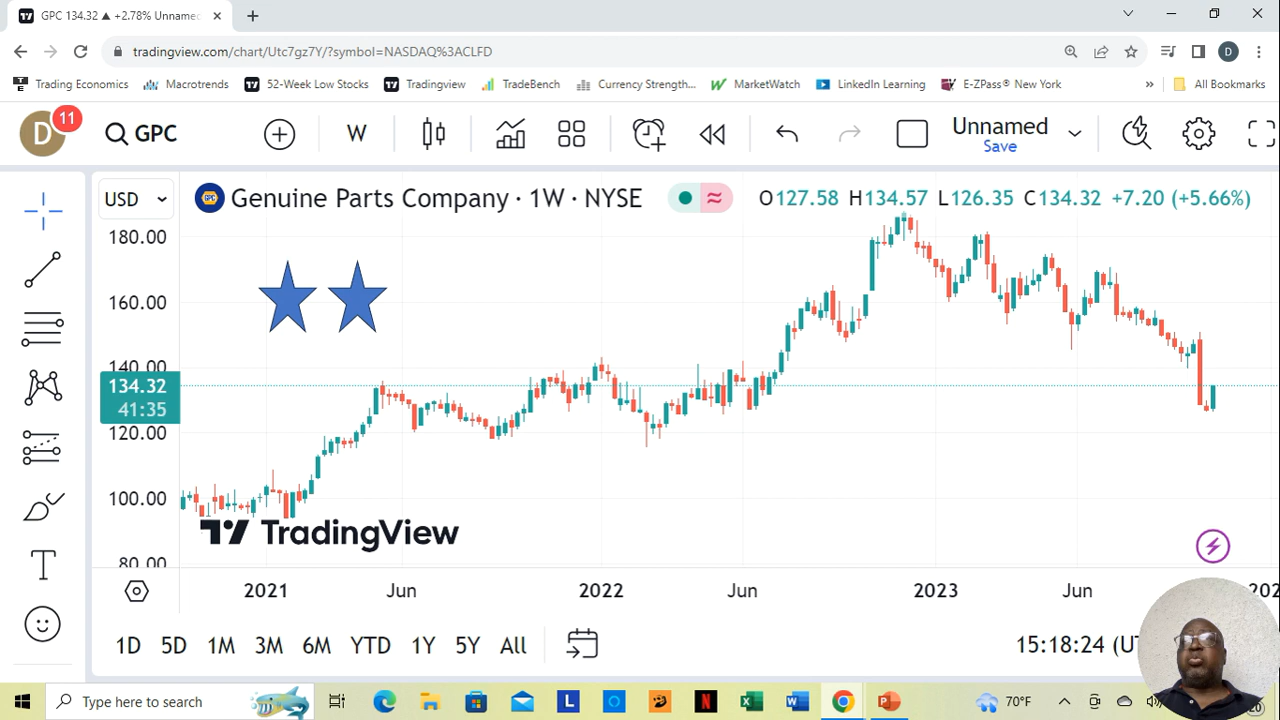 GPC 134.32 ▲ +2.78% Unnamed
tradingview.com/chart/Utc7gz7Y/?symbol=NASDAQ%3ACLFD
D
Trading Economics
Macrotrends
52-Week Low Stocks
Tradingview
TradeBench
Currency Strength...
MarketWatch
LinkedIn Learning
E-ZPass® New York
»
All Bookmarks
D
11
GPC
W
Unnamed
Save
USD
GPC
Genuine Parts Company · 1W · NYSE
O127.58 H134.57 L126.35 C134.32 +7.20 (+5.66%)
180.00
160.00
140.00
134.32
41:35
120.00
100.00
80.00
TradingView
T
2021
Jun
2022
Jun
2023
Jun
1D 5D 1M 3M 6M YTD 1Y 5Y All
15:18:24 (UT
Type here to search
70°F